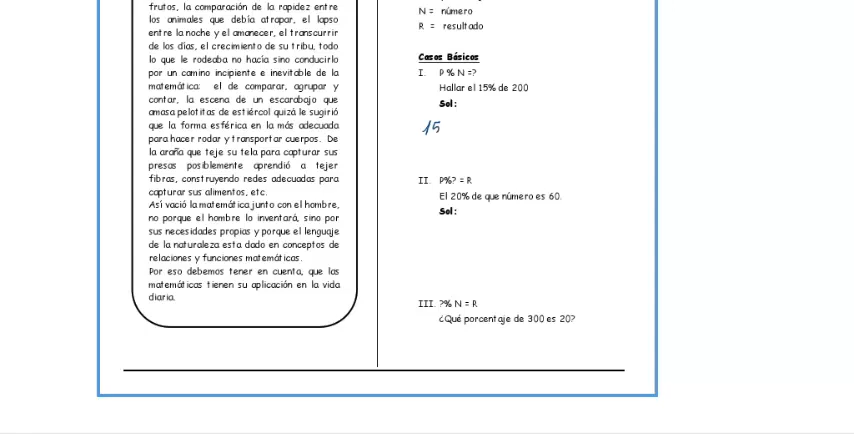 frutos, la comparación de la rapidez entre
los animales que debía atrapar, el lapso
entre la noche y el amanecer, el transcurrir
de los días, el crecimiento de su tribu, todo
lo que le rodeaba no hacía sino conducirlo
por un camino incipiente e inevitable de la
matemática: el de comparar, agrupar y
contar, la escena de un escarabajo que
amasa pelotitas de estiércol quizá le sugirió
que la forma esférica en la más adecuada
para hacer rodar y transportar cuerpos. De
la araña que teje su tela para capturar sus
presas posiblemente aprendió a tejer
fibras, construyendo redes adecuadas para
capturar sus alimentos, etc.
Así vació la matemática junto con el hombre,
no porque el hombre lo inventará, sino por
sus necesidades propias y porque el lenguaje
de la naturaleza esta dado en conceptos de
relaciones y funciones matemáticas.
Por eso debemos tener en cuenta, que las
matemáticas tienen su aplicación en la vida
diaria.
N = número
R = resultado
Casos Básicos
I. P % N =?
Hallar el 15% de 200
Sol:
15
II. P%? = R
El 20% de que número es 60.
Sol:
III. ?% N = R
¿Qué porcentaje de 300 es 20?